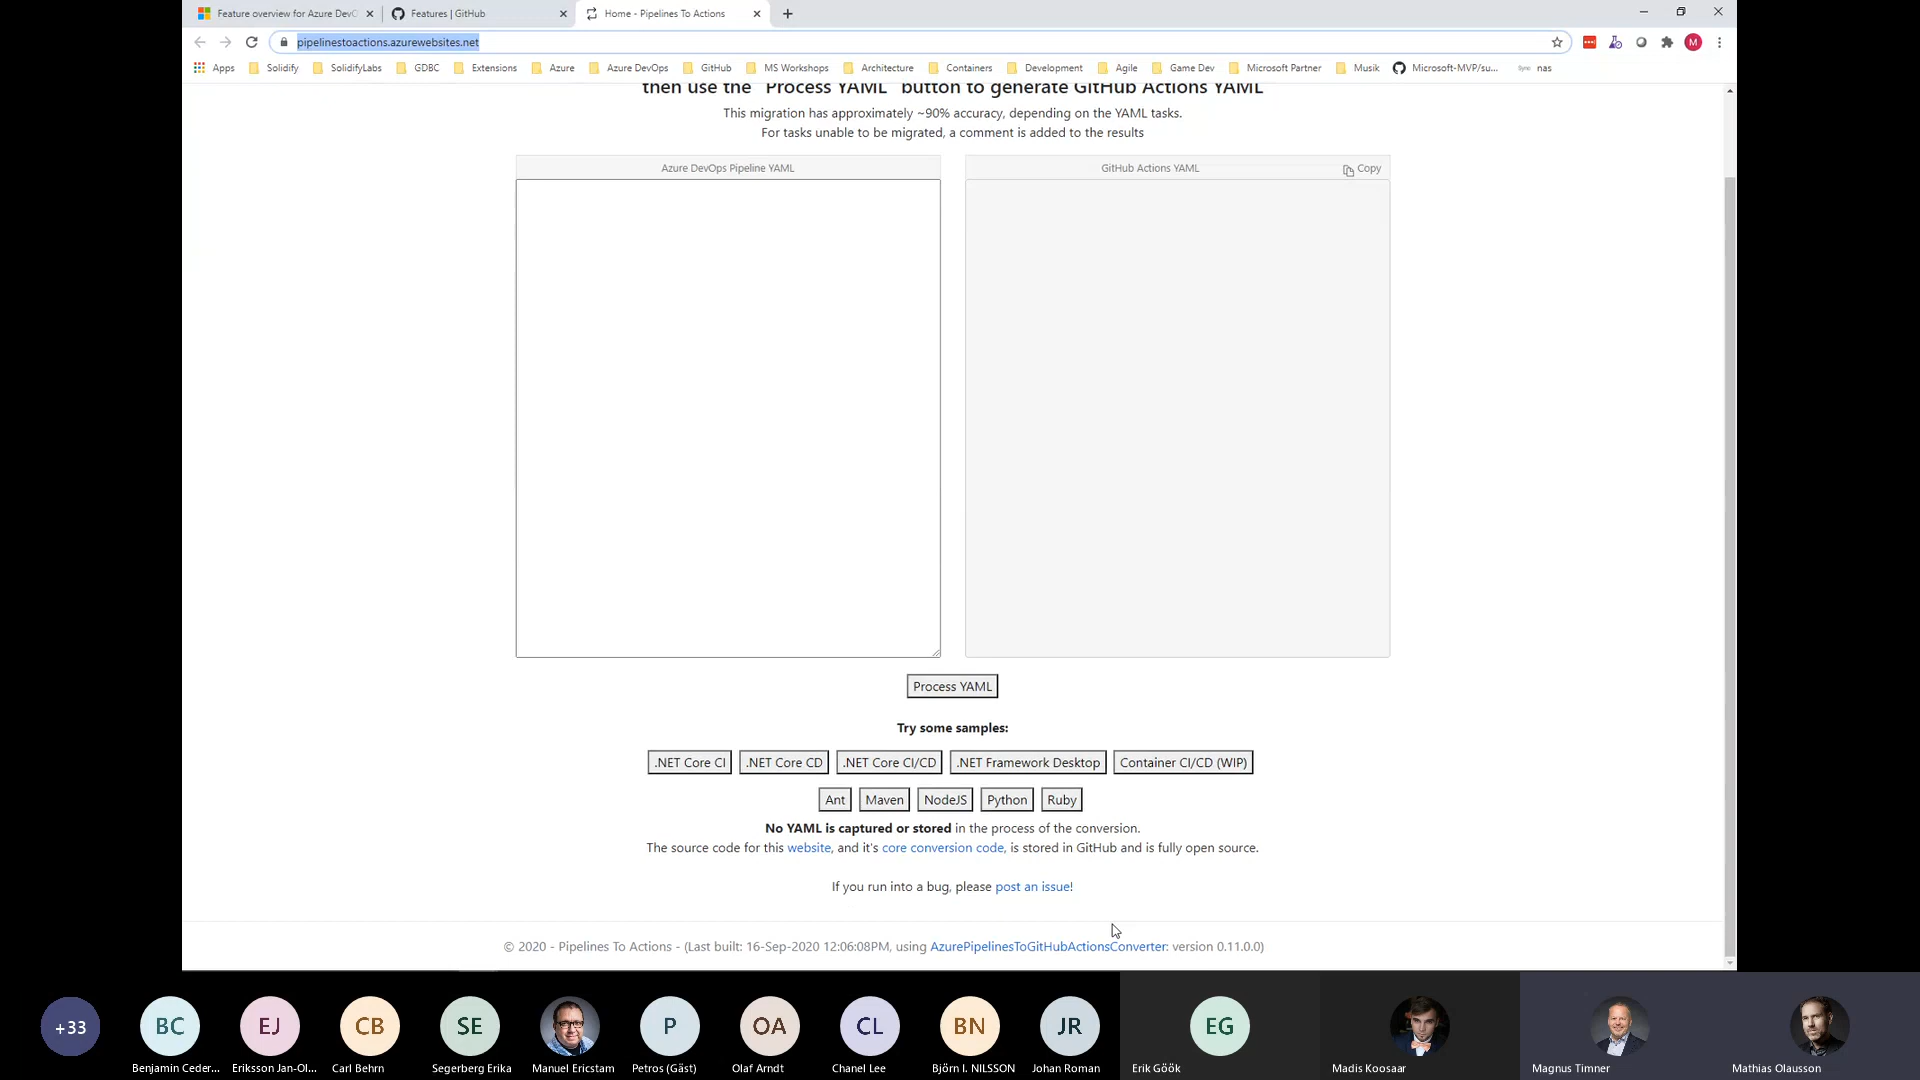 Feature overview for Azure DevO
Features | GitHub
Home - Pipelines To Actions
pipelinestoactions.azurewebsites.net
M
Apps
Solidify
SolidifyLabs
GDBC
Extensions
Azure
Azure DevOps
GitHub
MS Workshops
Architecture
Containers
Development
Agile
Game Dev
Microsoft Partner
Musik
Microsoft-MVP/su...
nas
then use the "Process YAML" button to generate GitHub Actions YAML
This migration has approximately ~90% accuracy, depending on the YAML tasks.
For tasks unable to be migrated, a comment is added to the results
Azure DevOps Pipeline YAML
GitHub Actions YAML
Copy
Process YAML
Try some samples:
.NET Core CI
.NET Core CD
.NET Core CI/CD
.NET Framework Desktop
Container CI/CD (WIP)
Ant
Maven
NodeJS
Python
Ruby
No YAML is captured or stored in the process of the conversion.
The source code for this website, and it's core conversion code, is stored in GitHub and is fully open source.
If you run into a bug, please post an issue!
© 2020 - Pipelines To Actions - (Last built: 16-Sep-2020 12:06:08PM, using AzurePipelinesToGitHubActionsConverter: version 0.11.0.0)
+33
BC
EJ
CB
SE
P
OA
CL
BN
JR
EG
Benjamin Ceder...
Eriksson Jan-Ol...
Carl Behrn
Segerberg Erika
Manuel Ericstam
Petros (Gäst)
Olaf Arndt
Chanel Lee
Björn I. NILSSON
Johan Roman
Erik Göök
Madis Koosaar
Magnus Timner
Mathias Olausson